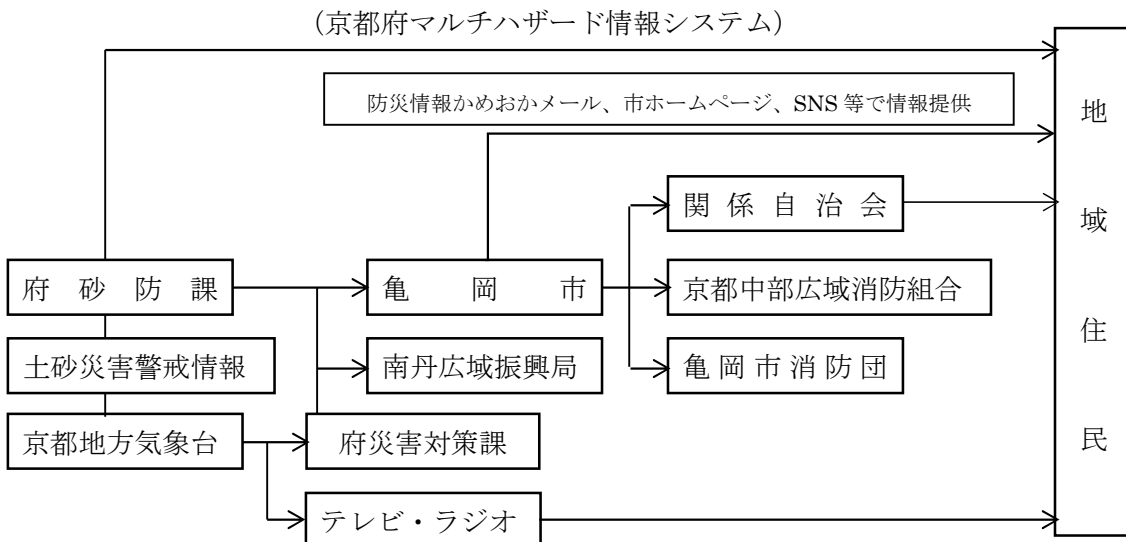 (京都府マルチハザード情報システム)
防災情報かめおかメール、市ホームページ、SNS 等で情報提供
地域住民
関係自治会
府砂防課
亀岡市
京都中部広域消防組合
土砂災害警戒情報
南丹広域振興局
亀岡市消防団
京都地方気象台
府災害対策課
テレビ・ラジオ